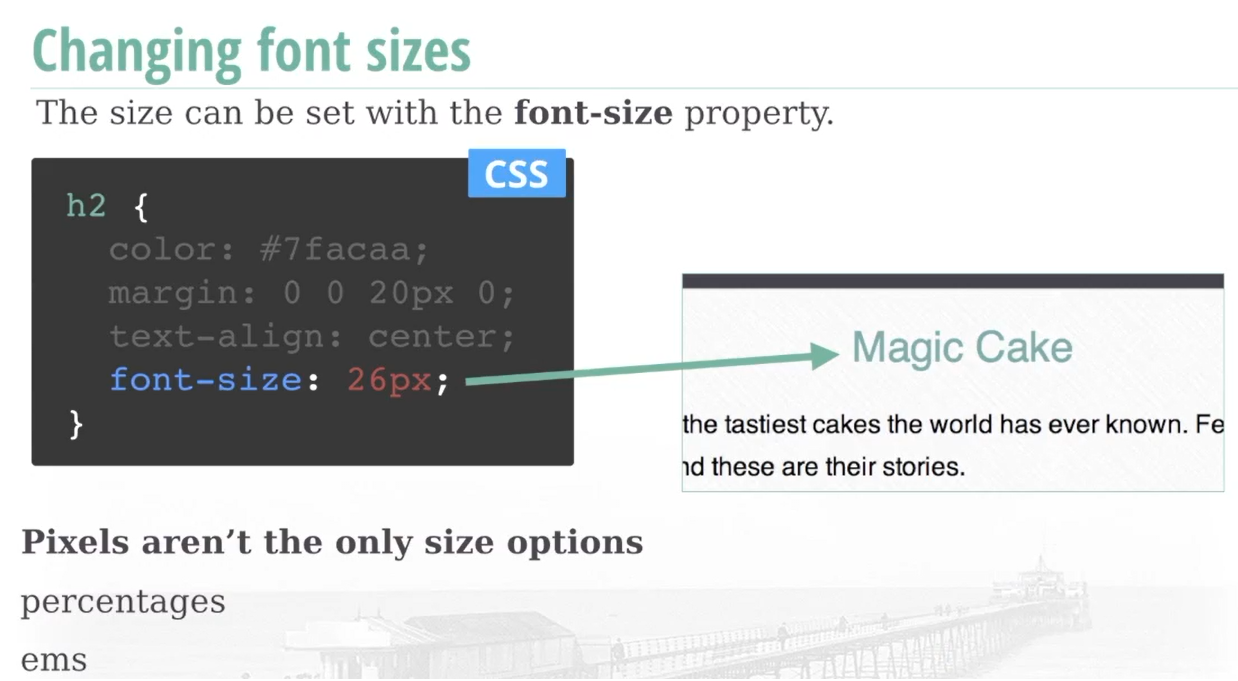 Changing font sizes
The size can be set with the font-size property.
CSS
h2 {
color: #7facaa;
margin: 0 0 20px 0;
text-align: center;
font-size: 26px;
}
Magic Cake
the tastiest cakes the world has ever known. Fe
nd these are their stories.
Pixels aren’t the only size options
percentages
ems